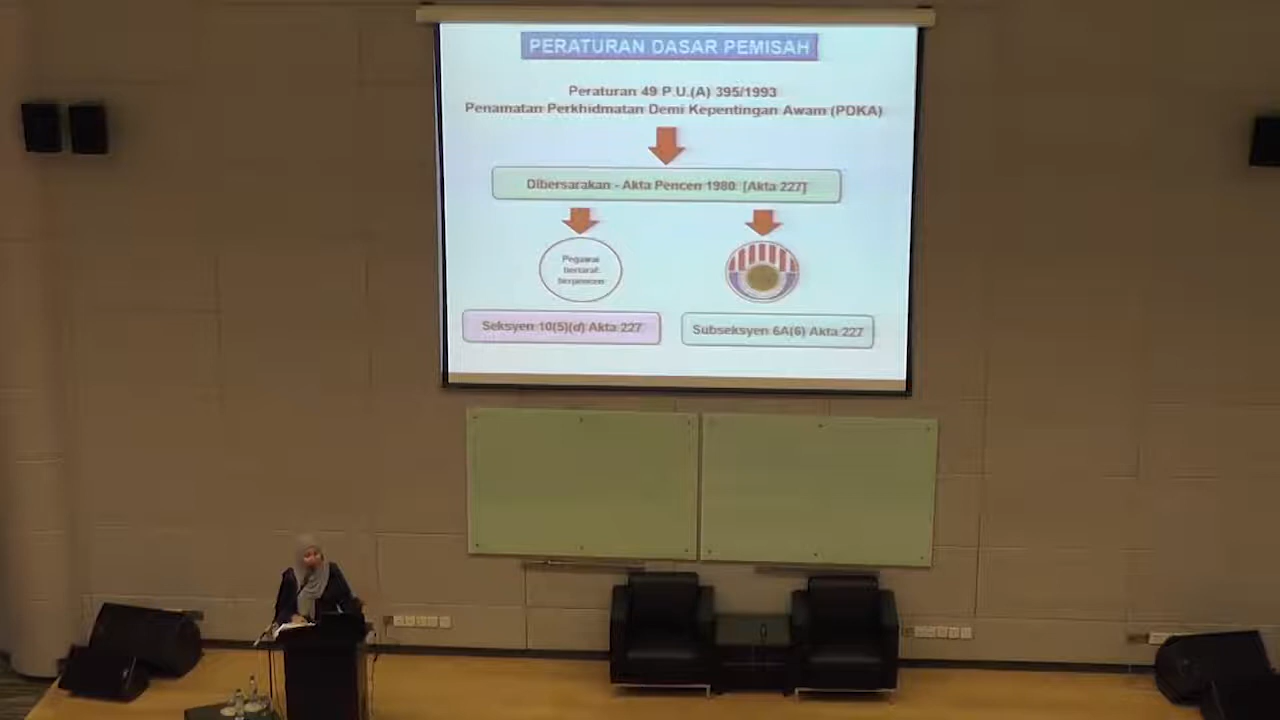 PERATURAN DASAR PEMISAH
Peraturan 49 P.U.(A) 395/1993
Penamatan Perkhidmatan Demi Kepentingan Awam (PDKA)
Dibersarakan - Akta Pencen 1980 [Akta 227]
Pegawai
bertaraf
berpencen
Seksyen 10(5)(d) Akta 227
Subseksyen 6A(6) Akta 227